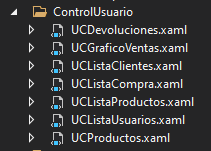 ControlUsuario
UCDevoluciones.xaml
UCGraficoVentas.xaml
UCListaClientes.xaml
UCListaCompra.xaml
UCListaProductos.xaml
UCListaUsuarios.xaml
UCProductos.xaml